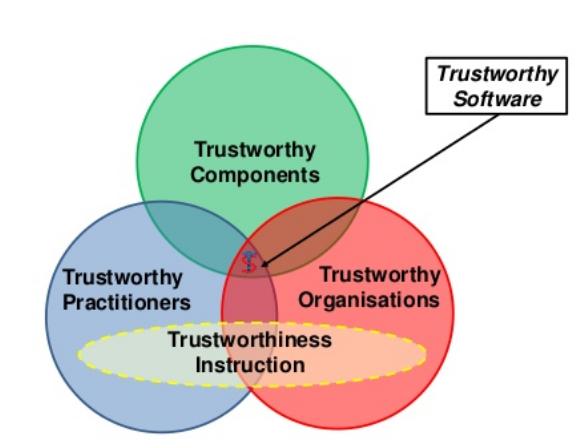 Trustworthy
Software
Trustworthy
Components
Trustworthy
Practitioners
Trustworthy
Organisations
Trustworthiness
Instruction